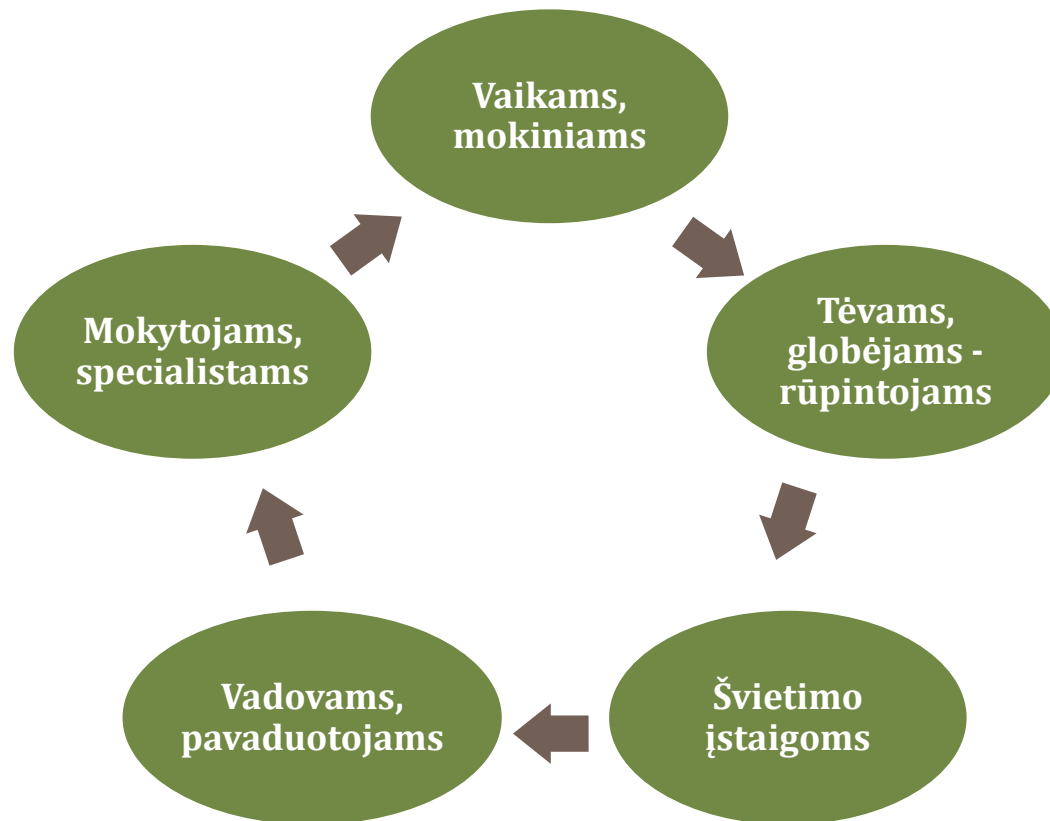 Vaikams,
mokiniams
Tėvams,
globėjams -
rūpintojams
Švietimo
įstaigoms
Vadovams,
pavaduotojams
Mokytojams,
specialistams